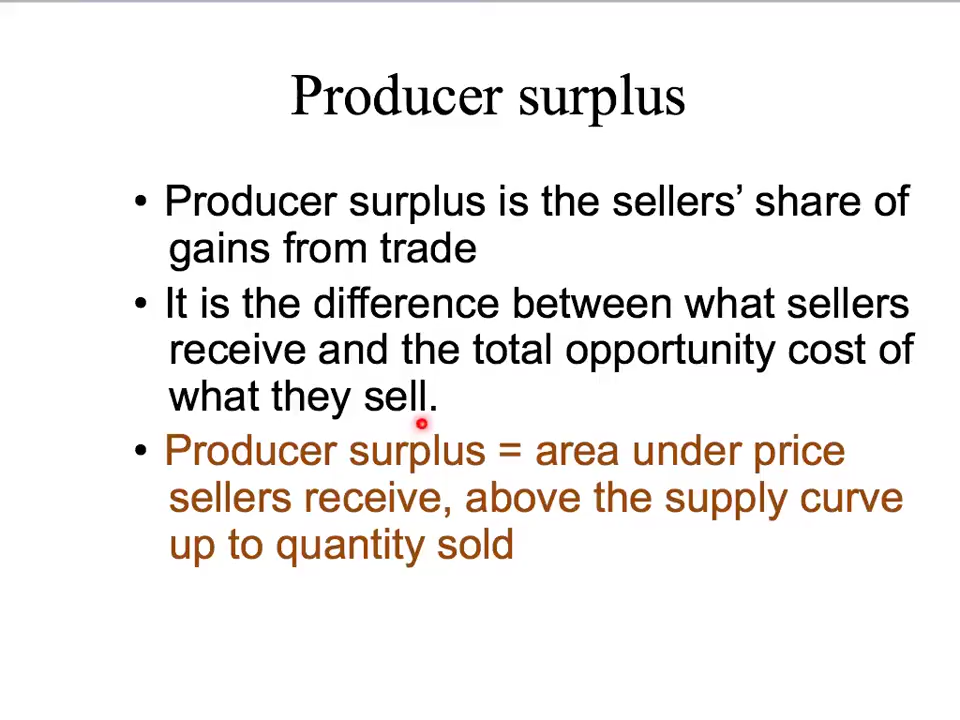 Producer surplus
• Producer surplus is the sellers’ share of
gains from trade
• It is the difference between what sellers
receive and the total opportunity cost of
what they sell.
• Producer surplus = area under price
sellers receive, above the supply curve
up to quantity sold